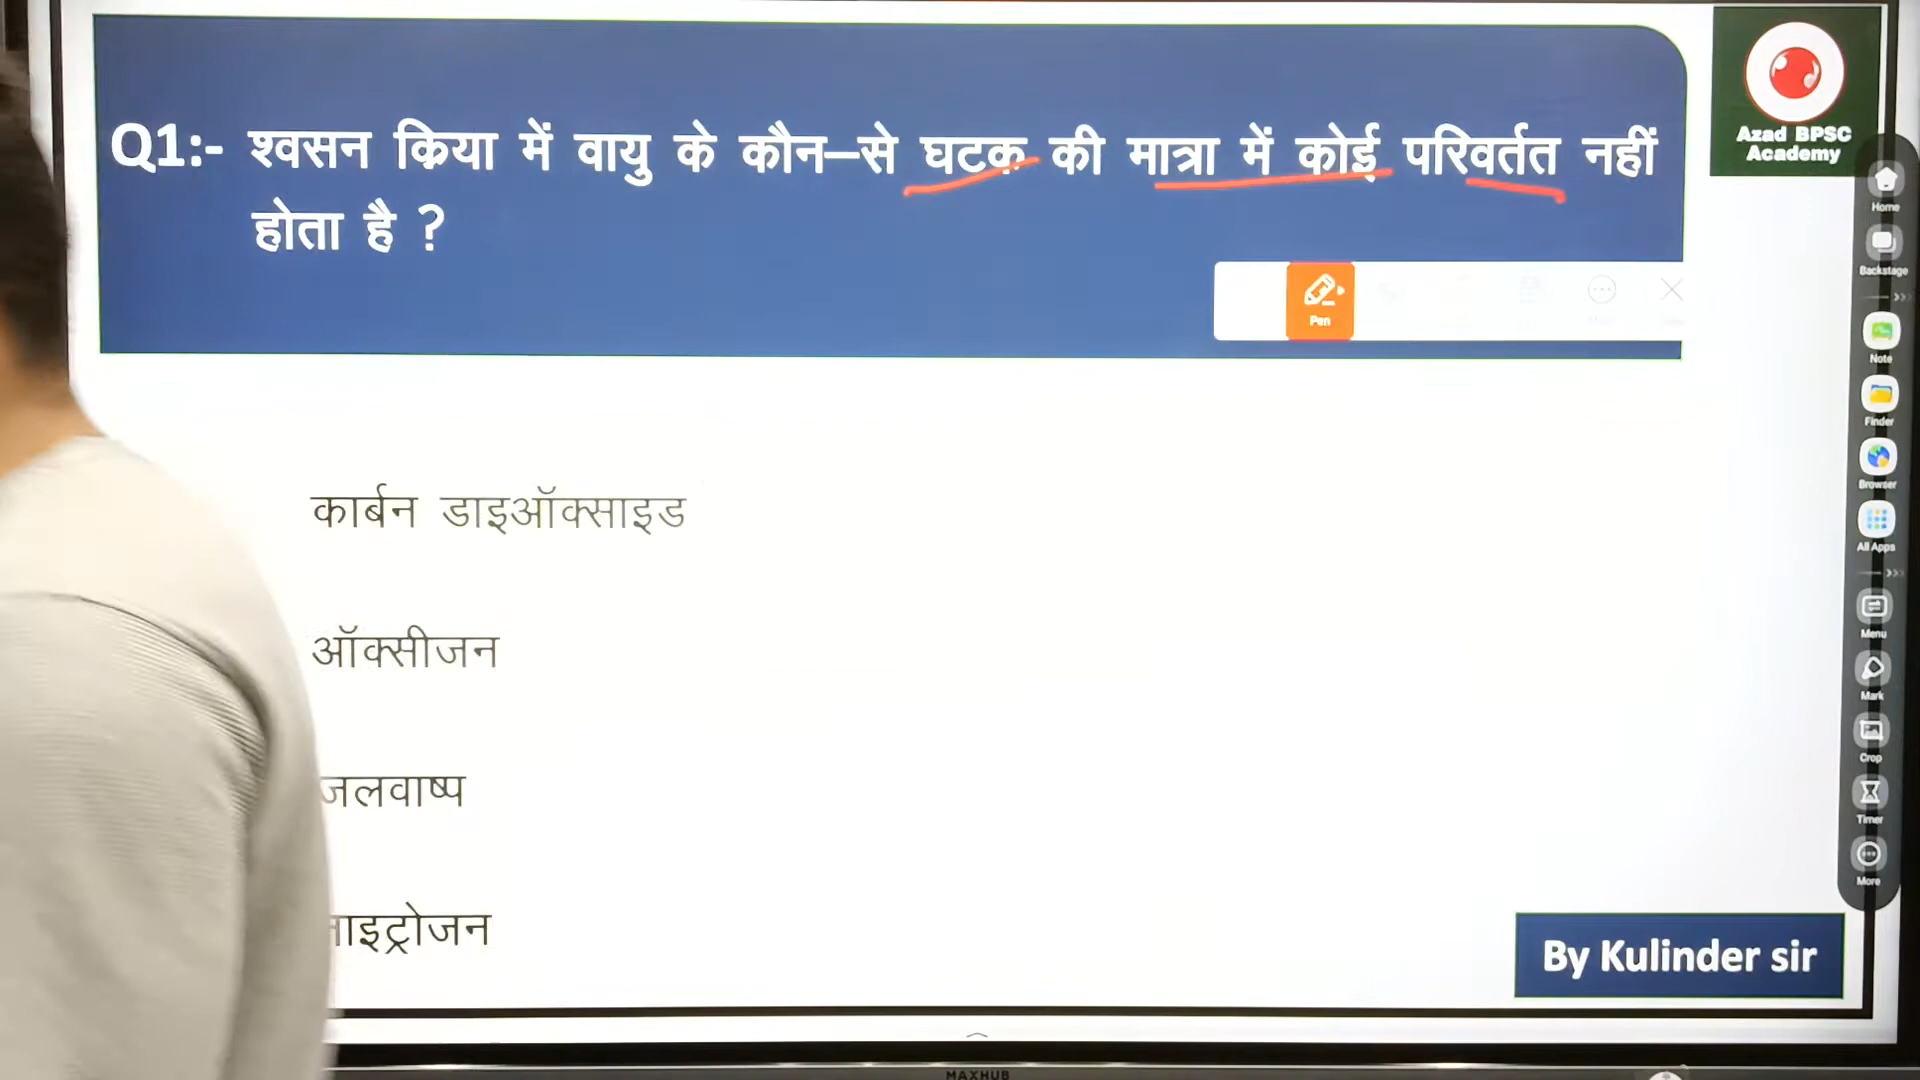 Q1:- श्वसन क्रिया में वायु के कौन–से घटक की मात्रा में कोई परिवर्तत नहीं
होता है ?
Azad BPSC
Academy
Pen
Home
Backstage
Note
Finder
Browser
All Apps
Menu
Mark
Crop
Timer
More
कार्बन डाइऑक्साइड
ऑक्सीजन
जलवाष्प
नाइट्रोजन
By Kulinder sir
MAXHUB